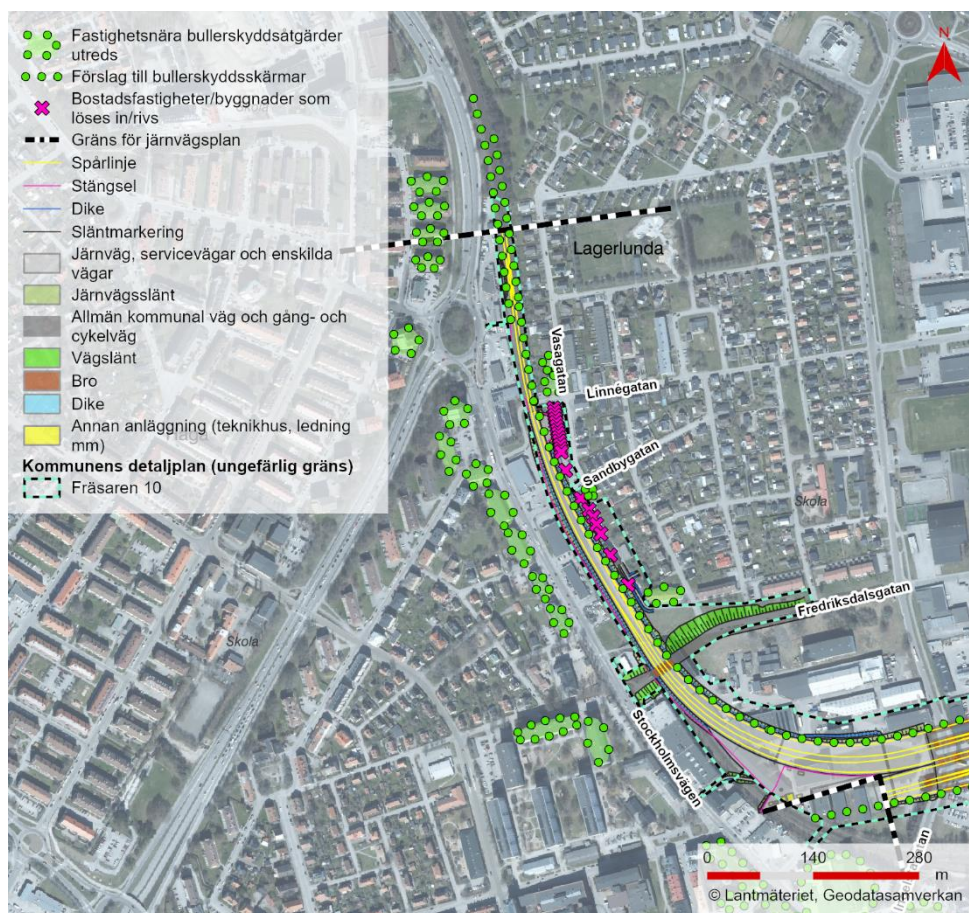 Fastighetsnära bullerskyddsåtgärder
utreds
Förslag till bullerskyddsskärmar
Bostadsfastigheter/byggnader som
löses in/rivs
Gräns för järnvägsplan
Spårlinje
Stängsel
Dike
Släntmarkering
Järnväg, servicevägar och enskilda
vägar
Järnvägsslänt
Allmän kommunal väg och gång- och
cykelväg
Vägslänt
Bro
Dike
Annan anläggning (teknikhus, ledning
mm)
Kommunens detaljplan (ungefärlig gräns)
Fräsaren 10
N
Lagerlunda
Vasagatan
Linnégatan
Sandbygatan
Skola
Fredriksdalsgatan
Skola
Stockholmsvägen
0 140 280
m
© Lantmäteriet, Geodatasamverkan